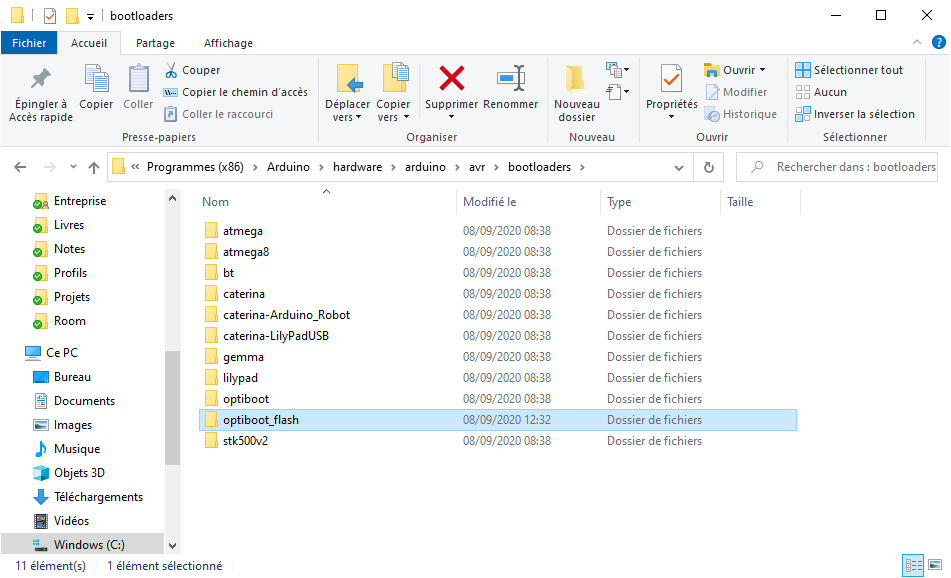 bootloaders
Fichier Accueil Partage Affichage
Épingler à Accès rapide
Copier
Coller
Couper
Copier le chemin d'accès
Coller le raccourci
Presse-papiers
Déplacer vers
Copier vers
Supprimer
Renommer
Organiser
Nouveau dossier
Nouveau
Propriétés
Ouvrir
Modifier
Historique
Ouvrir
Sélectionner tout
Aucun
Inverser la sélection
Sélectionner
« Programmes (x86) > Arduino > hardware > arduino > avr > bootloaders >
Rechercher dans : bootloaders
Entreprise
Livres
Notes
Profils
Projets
Room
Ce PC
Bureau
Documents
Images
Musique
Objets 3D
Téléchargements
Vidéos
Windows (C:)
Nom Modifié le Type Taille
atmega 08/09/2020 08:38 Dossier de fichiers
atmega8 08/09/2020 08:38 Dossier de fichiers
bt 08/09/2020 08:38 Dossier de fichiers
caterina 08/09/2020 08:38 Dossier de fichiers
caterina-Arduino_Robot 08/09/2020 08:38 Dossier de fichiers
caterina-LilyPadUSB 08/09/2020 08:38 Dossier de fichiers
gemma 08/09/2020 08:38 Dossier de fichiers
lilypad 08/09/2020 08:38 Dossier de fichiers
optiboot 08/09/2020 08:38 Dossier de fichiers
optiboot_flash 08/09/2020 12:32 Dossier de fichiers
stk500v2 08/09/2020 08:38 Dossier de fichiers
11 élément(s) 1 élément sélectionné